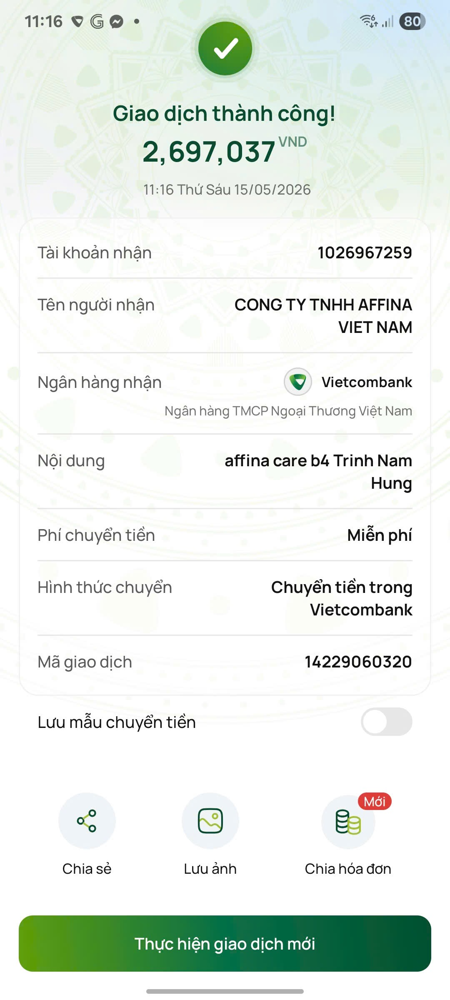 11:16
80
Giao dịch thành công!
2,697,037 VND
11:16 Thứ Sáu 15/05/2026
Tài khoản nhận 1026967259
Tên người nhận CONG TY TNHH AFFINA
VIET NAM
Ngân hàng nhận Vietcombank
Ngân hàng TMCP Ngoại Thương Việt Nam
Nội dung affina care b4 Trinh Nam
Hung
Phí chuyển tiền Miễn phí
Hình thức chuyển Chuyển tiền trong
Vietcombank
Mã giao dịch 14229060320
Lưu mẫu chuyển tiền
Mới
Chia sẻ Lưu ảnh Chia hóa đơn
Thực hiện giao dịch mới